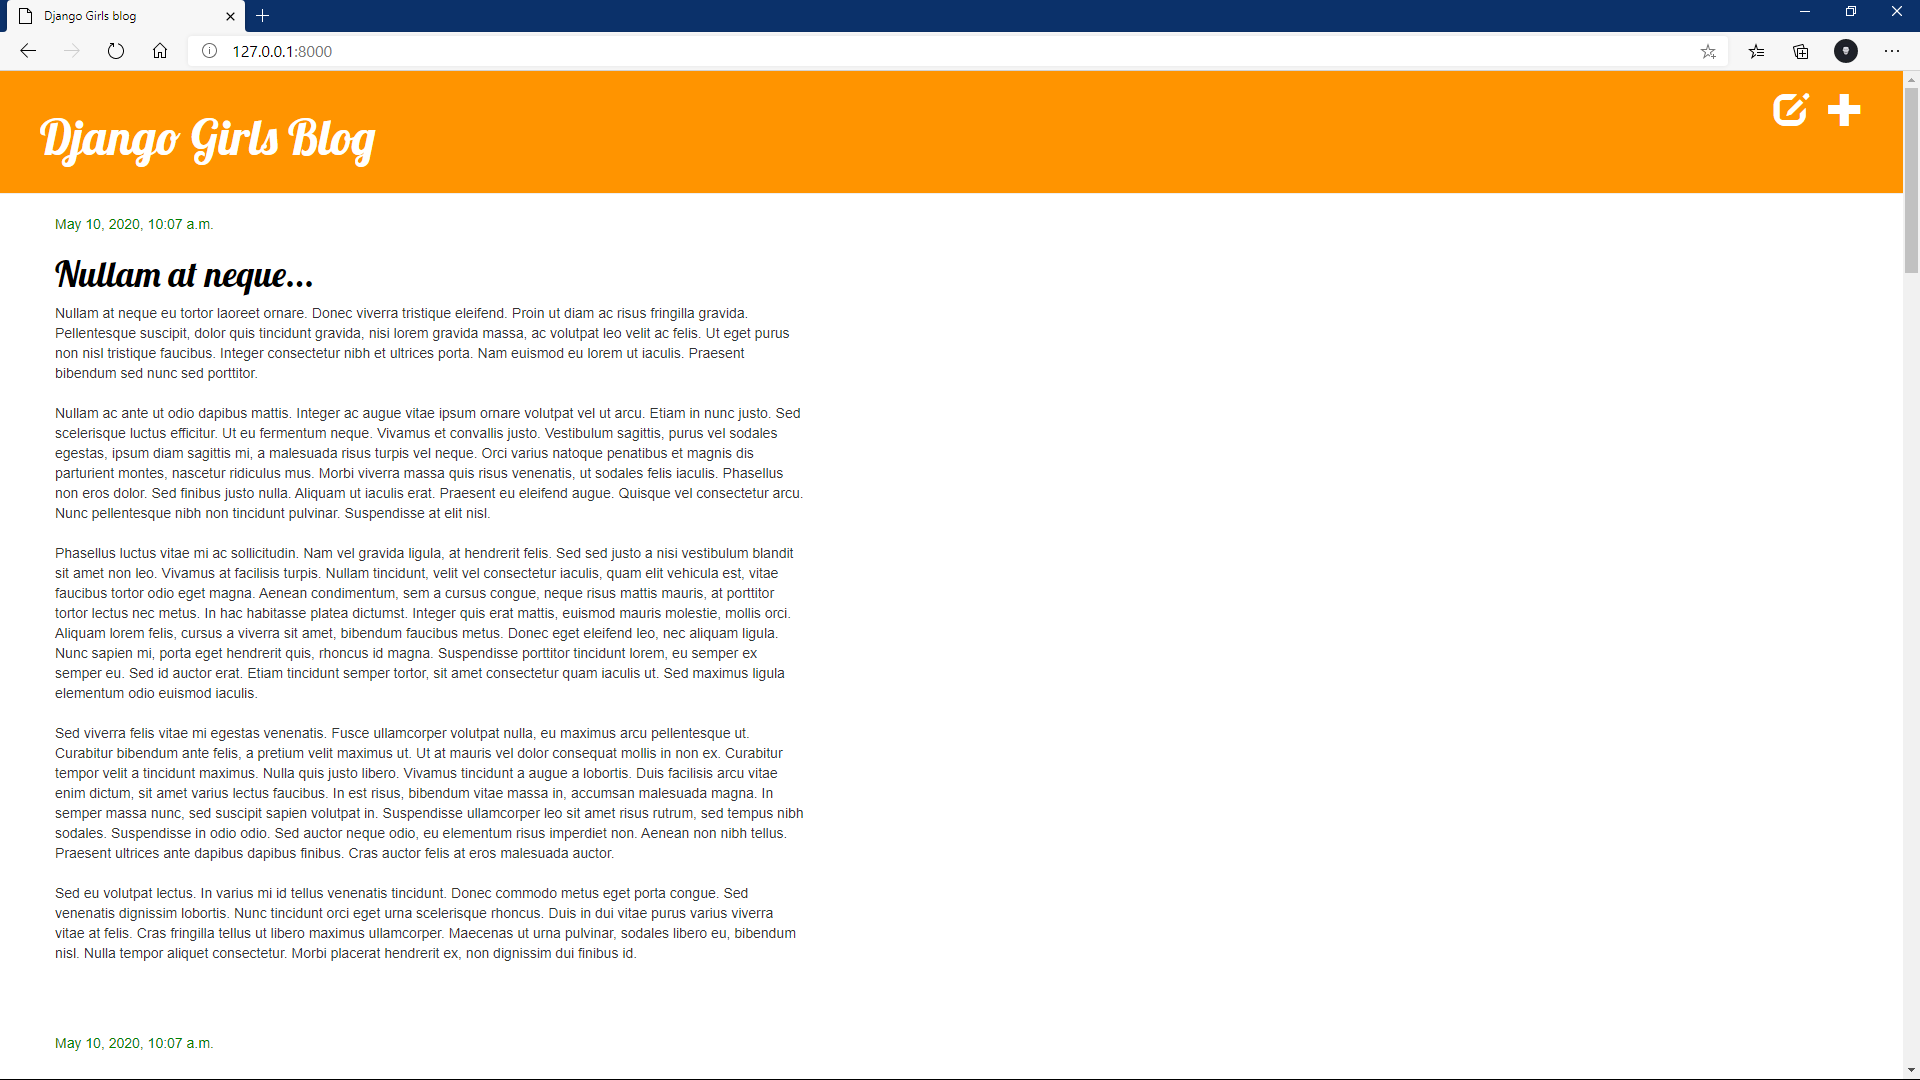 Django Girls blog
127.0.0.1:8000
Django Girls Blog
May 10, 2020, 10:07 a.m.
Nullam at neque...
Nullam at neque eu tortor laoreet ornare. Donec viverra tristique eleifend. Proin ut diam ac risus fringilla gravida.
Pellentesque suscipit, dolor quis tincidunt gravida, nisi lorem gravida massa, ac volutpat leo velit ac felis. Ut eget purus
non nisl tristique faucibus. Integer consectetur nibh et ultrices porta. Nam euismod eu lorem ut iaculis. Praesent
bibendum sed nunc sed porttitor.
Nullam ac ante ut odio dapibus mattis. Integer ac augue vitae ipsum ornare volutpat vel ut arcu. Etiam in nunc justo. Sed
scelerisque luctus efficitur. Ut eu fermentum neque. Vivamus et convallis justo. Vestibulum sagittis, purus vel sodales
egestas, ipsum diam sagittis mi, a malesuada risus turpis vel neque. Orci varius natoque penatibus et magnis dis
parturient montes, nascetur ridiculus mus. Morbi viverra massa quis risus venenatis, ut sodales felis iaculis. Phasellus
non eros dolor. Sed finibus justo nulla. Aliquam ut iaculis erat. Praesent eu eleifend augue. Quisque vel consectetur arcu.
Nunc pellentesque nibh non tincidunt pulvinar. Suspendisse at elit nisl.
Phasellus luctus vitae mi ac sollicitudin. Nam vel gravida ligula, at hendrerit felis. Sed sed justo a nisi vestibulum blandit
sit amet non leo. Vivamus at facilisis turpis. Nullam tincidunt, velit vel consectetur iaculis, quam elit vehicula est, vitae
faucibus tortor odio eget magna. Aenean condimentum, sem a cursus congue, neque risus mattis mauris, at porttitor
tortor lectus nec metus. In hac habitasse platea dictumst. Integer quis erat mattis, euismod mauris molestie, mollis orci.
Aliquam lorem felis, cursus a viverra sit amet, bibendum faucibus metus. Donec eget eleifend leo, nec aliquam ligula.
Nunc sapien mi, porta eget hendrerit quis, rhoncus id magna. Suspendisse porttitor tincidunt lorem, eu semper ex
semper eu. Sed id auctor erat. Etiam tincidunt semper tortor, sit amet consectetur quam iaculis ut. Sed maximus ligula
elementum odio euismod iaculis.
Sed viverra felis vitae mi egestas venenatis. Fusce ullamcorper volutpat nulla, eu maximus arcu pellentesque ut.
Curabitur bibendum ante felis, a pretium velit maximus ut. Ut at mauris vel dolor consequat mollis in non ex. Curabitur
tempor velit a tincidunt maximus. Nulla quis justo libero. Vivamus tincidunt a augue a lobortis. Duis facilisis arcu vitae
enim dictum, sit amet varius lectus faucibus. In est risus, bibendum vitae massa in, accumsan malesuada magna. In
semper massa nunc, sed suscipit sapien volutpat in. Suspendisse ullamcorper leo sit amet risus rutrum, sed tempus nibh
sodales. Suspendisse in odio odio. Sed auctor neque odio, eu elementum risus imperdiet non. Aenean non nibh tellus.
Praesent ultrices ante dapibus dapibus finibus. Cras auctor felis at eros malesuada auctor.
Sed eu volutpat lectus. In varius mi id tellus venenatis tincidunt. Donec commodo metus eget porta congue. Sed
venenatis dignissim lobortis. Nunc tincidunt orci eget urna scelerisque rhoncus. Duis in dui vitae purus varius viverra
vitae at felis. Cras fringilla tellus ut libero maximus ullamcorper. Maecenas ut urna pulvinar, sodales libero eu, bibendum
nisl. Nulla tempor aliquet consectetur. Morbi placerat hendrerit ex, non dignissim dui finibus id.
May 10, 2020, 10:07 a.m.